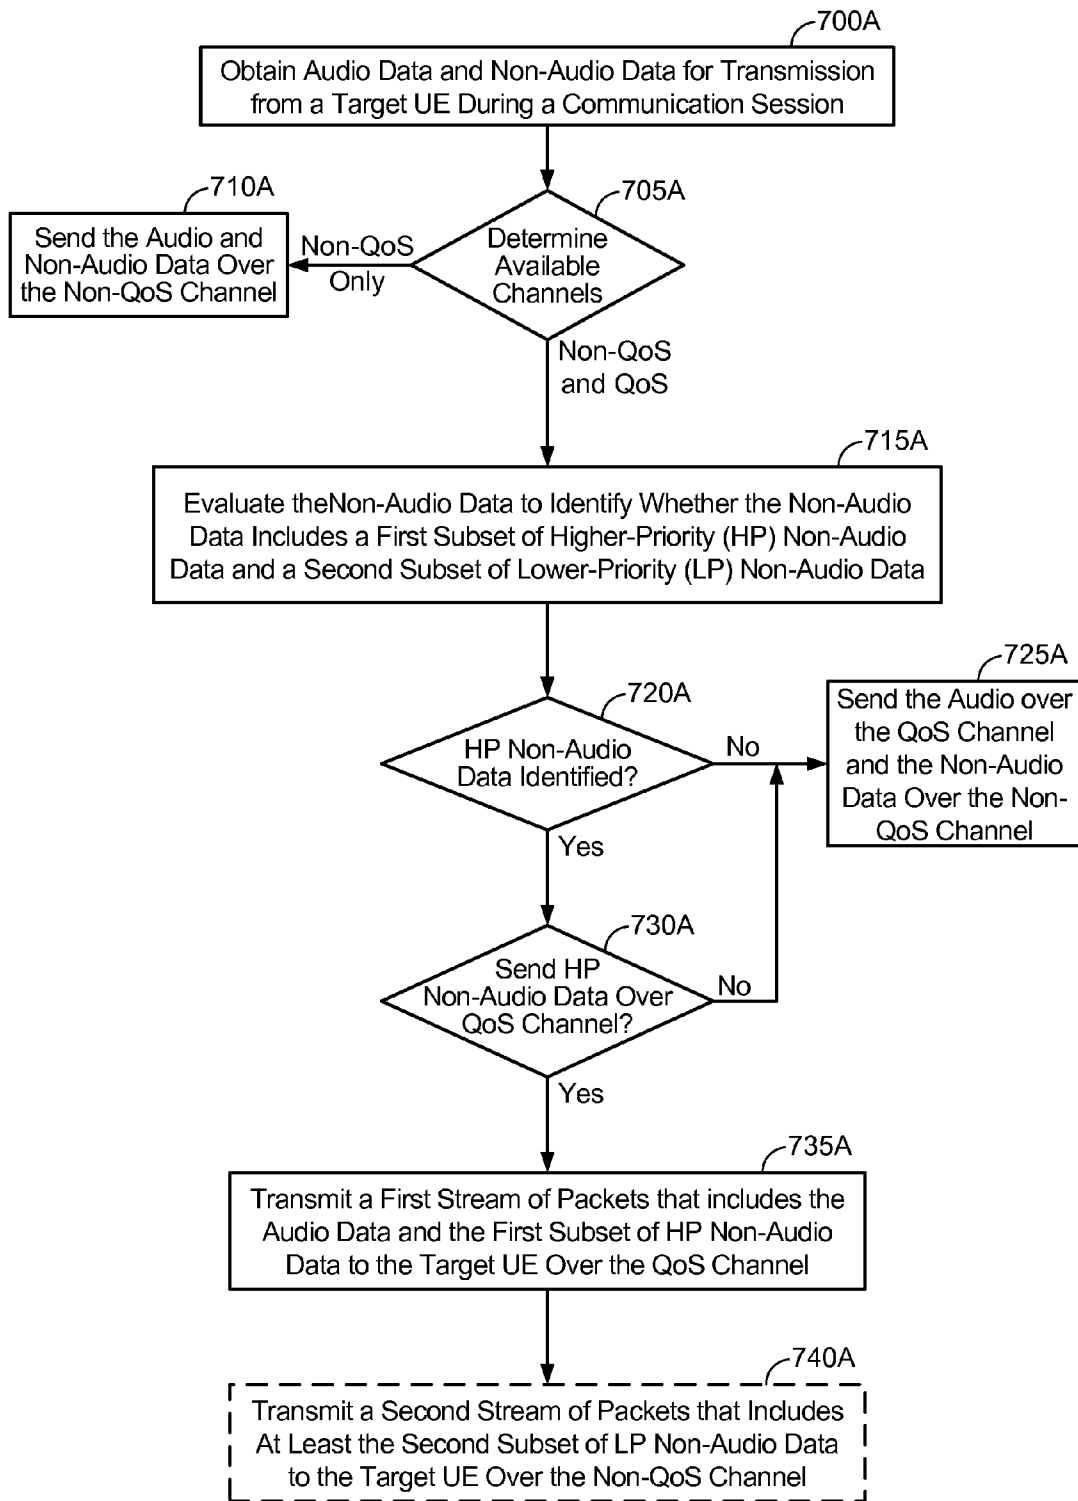 700A
Obtain Audio Data and Non-Audio Data for Transmission
from a Target UE During a Communication Session
710A
705A
Send the Audio and
Non-Audio Data Over
the Non-QoS Channel
Non-QoS
Only
Determine
Available
Channels
Non-QoS
and QoS
715A
Evaluate theNon-Audio Data to Identify Whether the Non-Audio
Data Includes a First Subset of Higher-Priority (HP) Non-Audio
Data and a Second Subset of Lower-Priority (LP) Non-Audio Data
725A
720A
HP Non-Audio
Data Identified?
No
Send the Audio over
the QoS Channel
and the Non-Audio
Data Over the Non-
QoS Channel
Yes
730A
Send HP
Non-Audio Data Over
QoS Channel?
No
Yes
735A
Transmit a First Stream of Packets that includes the
Audio Data and the First Subset of HP Non-Audio
Data to the Target UE Over the QoS Channel
740A
Transmit a Second Stream of Packets that Includes
At Least the Second Subset of LP Non-Audio Data
to the Target UE Over the Non-QoS Channel